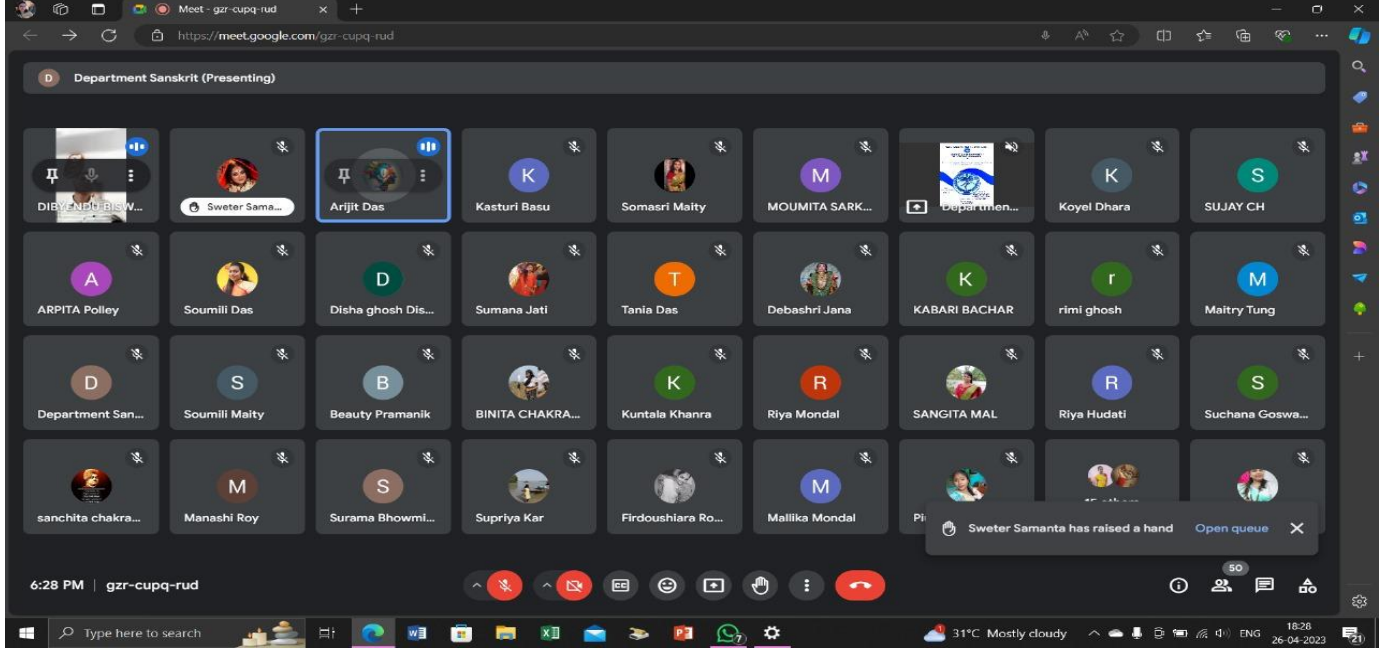 Meet - gzr-cupq-rud
https://meet.google.com/gzr-cupq-rud
D Department Sanskrit (Presenting)
DIBYENDU BISW...
Sweter Sama...
Arijit Das
K Kasturi Basu
Somasri Maity
M MOUMITA SARK...
Departmen...
K Koyel Dhara
S SUJAY CH
A ARPITA Polley
Soumili Das
D Disha ghosh Dis...
Sumana Jati
T Tania Das
Debashri Jana
K KABARI BACHAR
r rimi ghosh
M Maitry Tung
D Department San...
S Soumili Maity
B Beauty Pramanik
BINITA CHAKRA...
K Kuntala Khanra
R Riya Mondal
SANGITA MAL
R Riya Hudati
S Suchana Goswa...
sanchita chakra...
M Manashi Roy
S Surama Bhowmi...
Supriya Kar
Firdoushiara Ro...
M Mallika Mondal
Sweter Samanta has raised a hand Open queue
6:28 PM | gzr-cupq-rud
50
Type here to search
31°C Mostly cloudy
ENG
18:28
26-04-2023
21